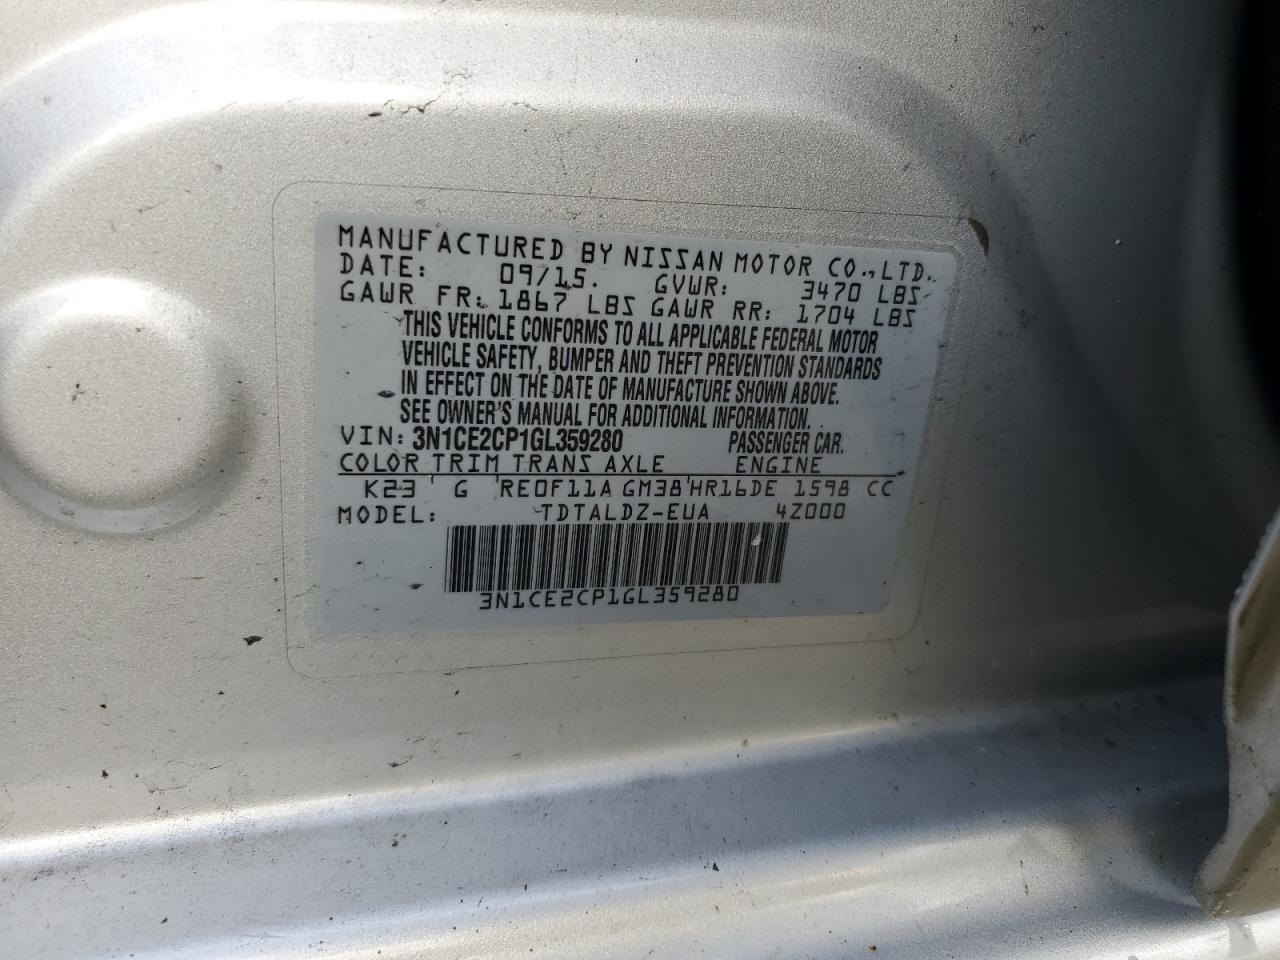 MANUFACTURED BY NISSAN MOTOR CO.,LTD.
DATE: 09/15. GVWR: 3470 LBS
GAWR FR: 1867 LBS GAWR RR: 1704 LBS
THIS VEHICLE CONFORMS TO ALL APPLICABLE FEDERAL MOTOR
VEHICLE SAFETY, BUMPER AND THEFT PREVENTION STANDARDS
IN EFFECT ON THE DATE OF MANUFACTURE SHOWN ABOVE.
SEE OWNER'S MANUAL FOR ADDITIONAL INFORMATION.
VIN: 3N1CE2CP1GL359280 PASSENGER CAR.
COLOR TRIM TRANS AXLE ENGINE
K23 G RE0F11A GM38 HR16DE 1598 CC
MODEL: TDTALDZ-EUA 4Z000
3N1CE2CP1GL359280